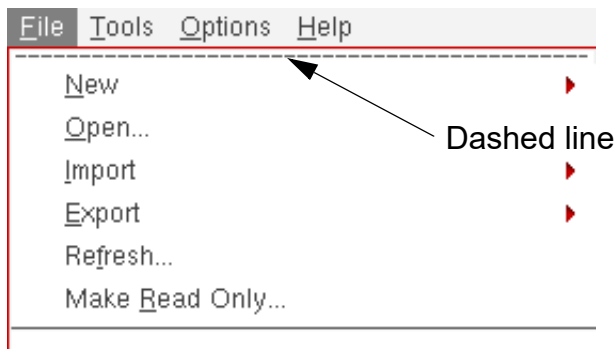 File Tools Options Help
New
Open...
Dashed line
Import
Export
Refresh...
Make Read Only...